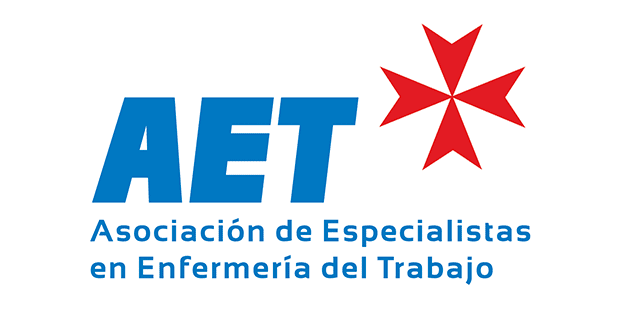 AET
Asociación de Especialistas
en Enfermería del Trabajo